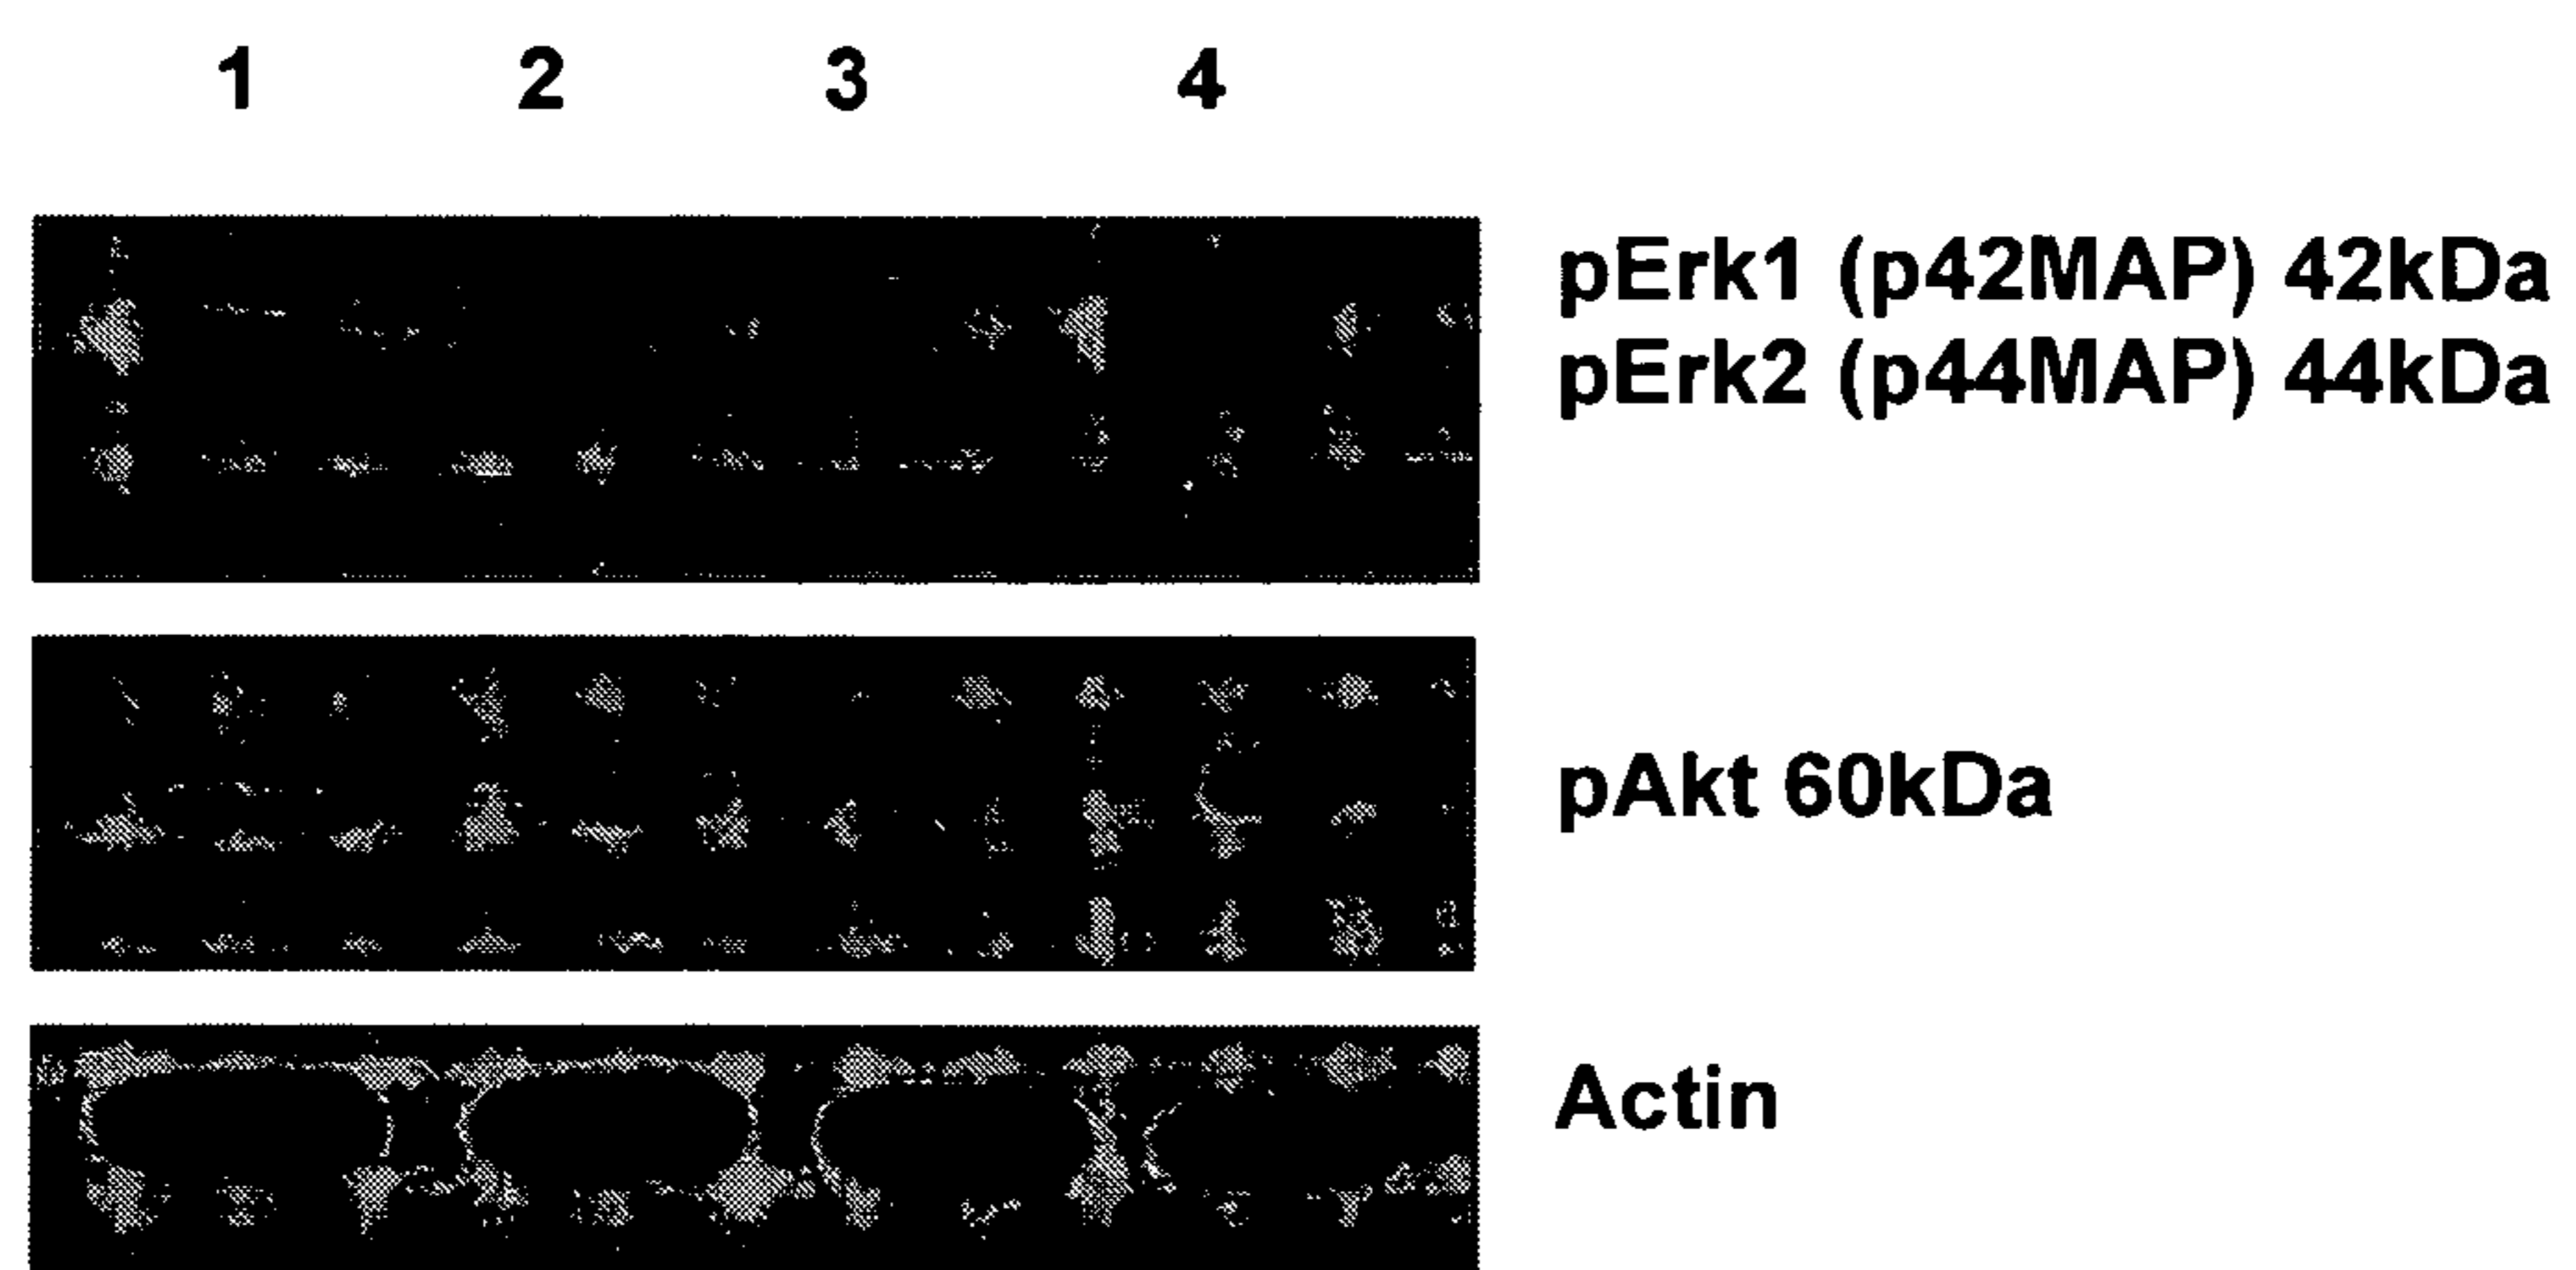 1 2 3 4
pErk1 (p42MAP) 42kDa
pErk2 (p44MAP) 44kDa
pAkt 60kDa
Actin